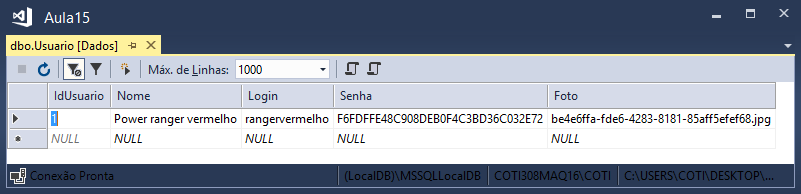 Aula15
dbo.Usuario [Dados]
Máx. de Linhas: 1000
IdUsuario Nome Login Senha Foto
1 Power ranger vermelho rangervermelho F6FDFFE48C908DEB0F4C3BD36C032E72 be4e6ffa-fde6-4283-8181-85aff5efef68.jpg
NULL NULL NULL NULL NULL
Conexão Pronta (LocalDB)\MSSQLLocalDB COTI308MAQ16\COTI C:\USERS\COTI\DESKTOP\...